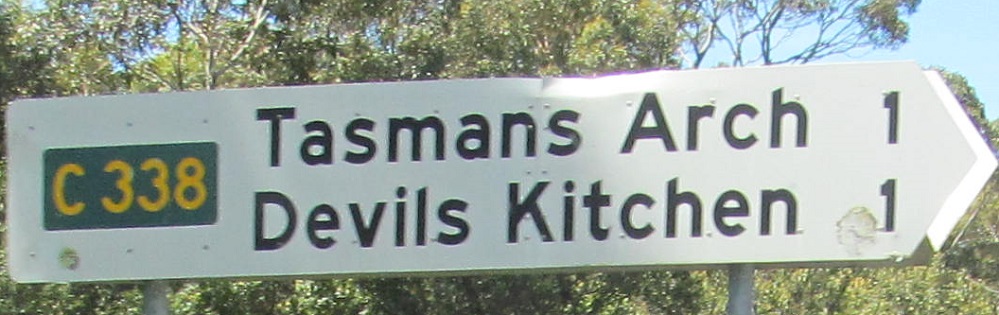 C 338
Tasmans Arch 1
Devils Kitchen 1